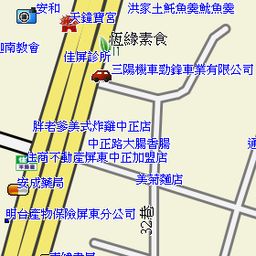 安和
洪家土魠魚羹魷魚羹
天鐘寶宮
恆緣素食
迦南教會
佳屏診所
三陽機車勁鋒車業有限公司
胖老爹美式炸雞中正店
中正路大腸香腸
住商不動產屏東中正加盟店
安成藥局
美菊麵店
明台產物保險屏東分公司
32巷